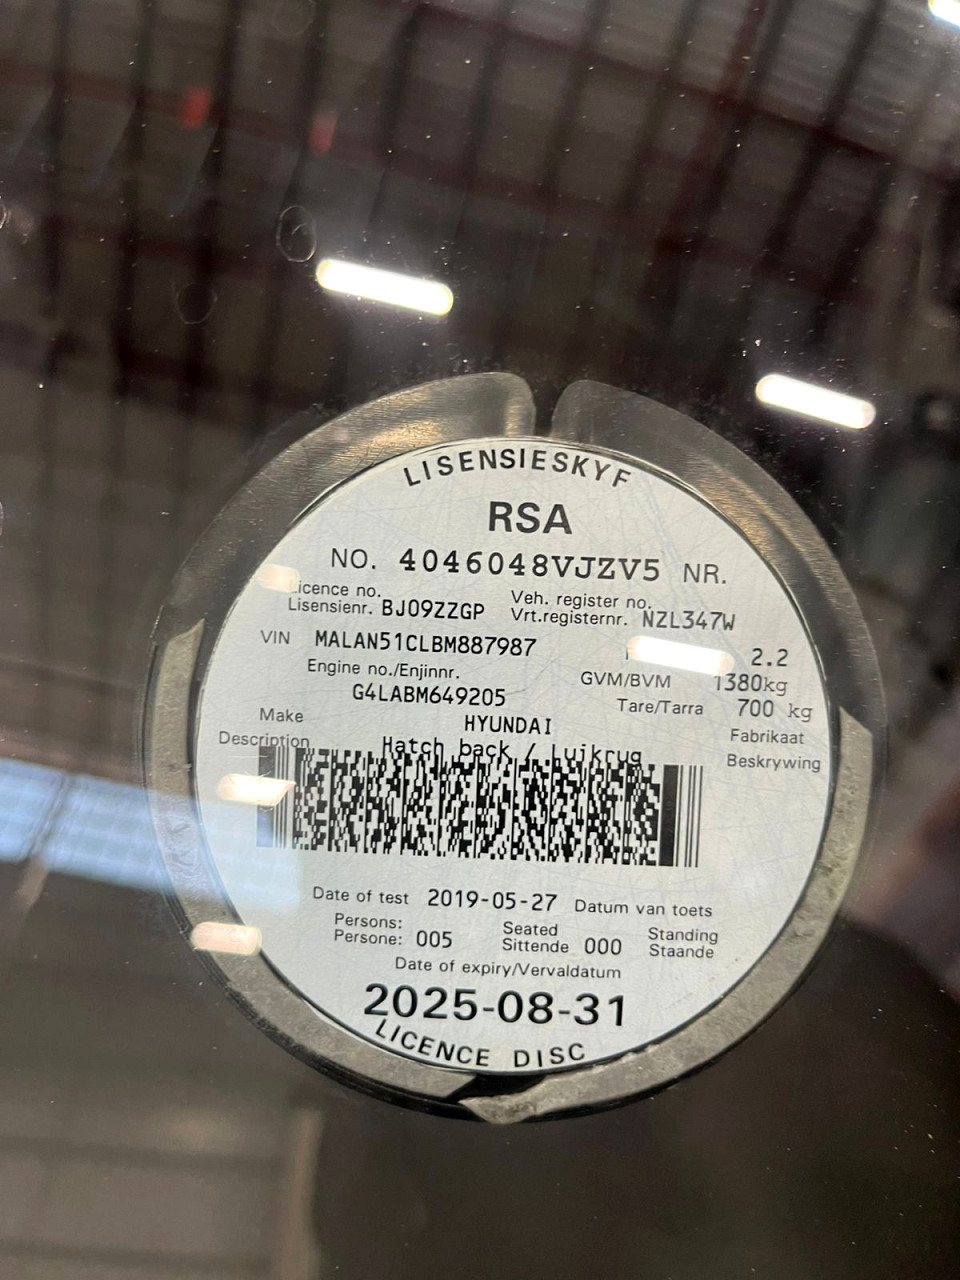 LISENSIESKYF
RSA
NO. 4046048VJZV5 NR.
Licence no. Veh. register no.
Lisensienr. BJ09ZZGP Vrt.registernr. NZL347W
VIN MALAN51CLBM887987 2.2
Engine no./Enjinnr. GVM/BVM 1380kg
G4LABM649205 Tare/Tarra 700 kg
Make HYUNDAI Fabrikaat
Description Hatch back / Luikrug Beskrywing
Date of test 2019-05-27 Datum van toets
Persons: Seated Standing
Persone: 005 Sittende 000 Staande
Date of expiry/Vervaldatum
2025-08-31
LICENCE DISC